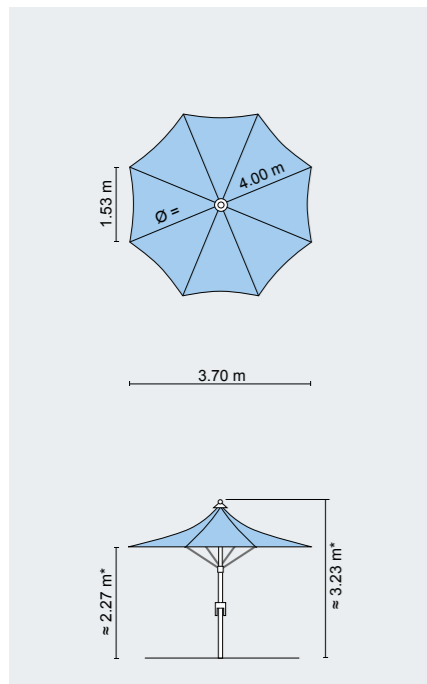 4.00 m
Ø =
1.53 m
3.70 m
≈ 2.27 m*
≈ 3.23 m*